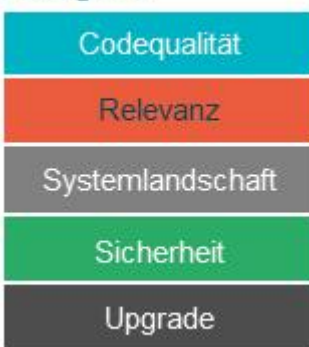 Codequalität
Relevanz
Systemlandschaft
Sicherheit
Upgrade